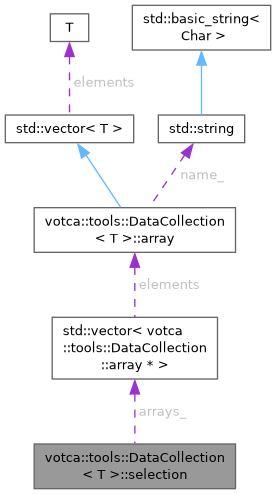 T
std::basic_string<
Char >
elements
std::vector< T >
std::string
name_
votca::tools::DataCollection
< T >::array
elements
std::vector< votca
::tools::DataCollection
::array * >
arrays_
votca::tools::DataCollection
< T >::selection